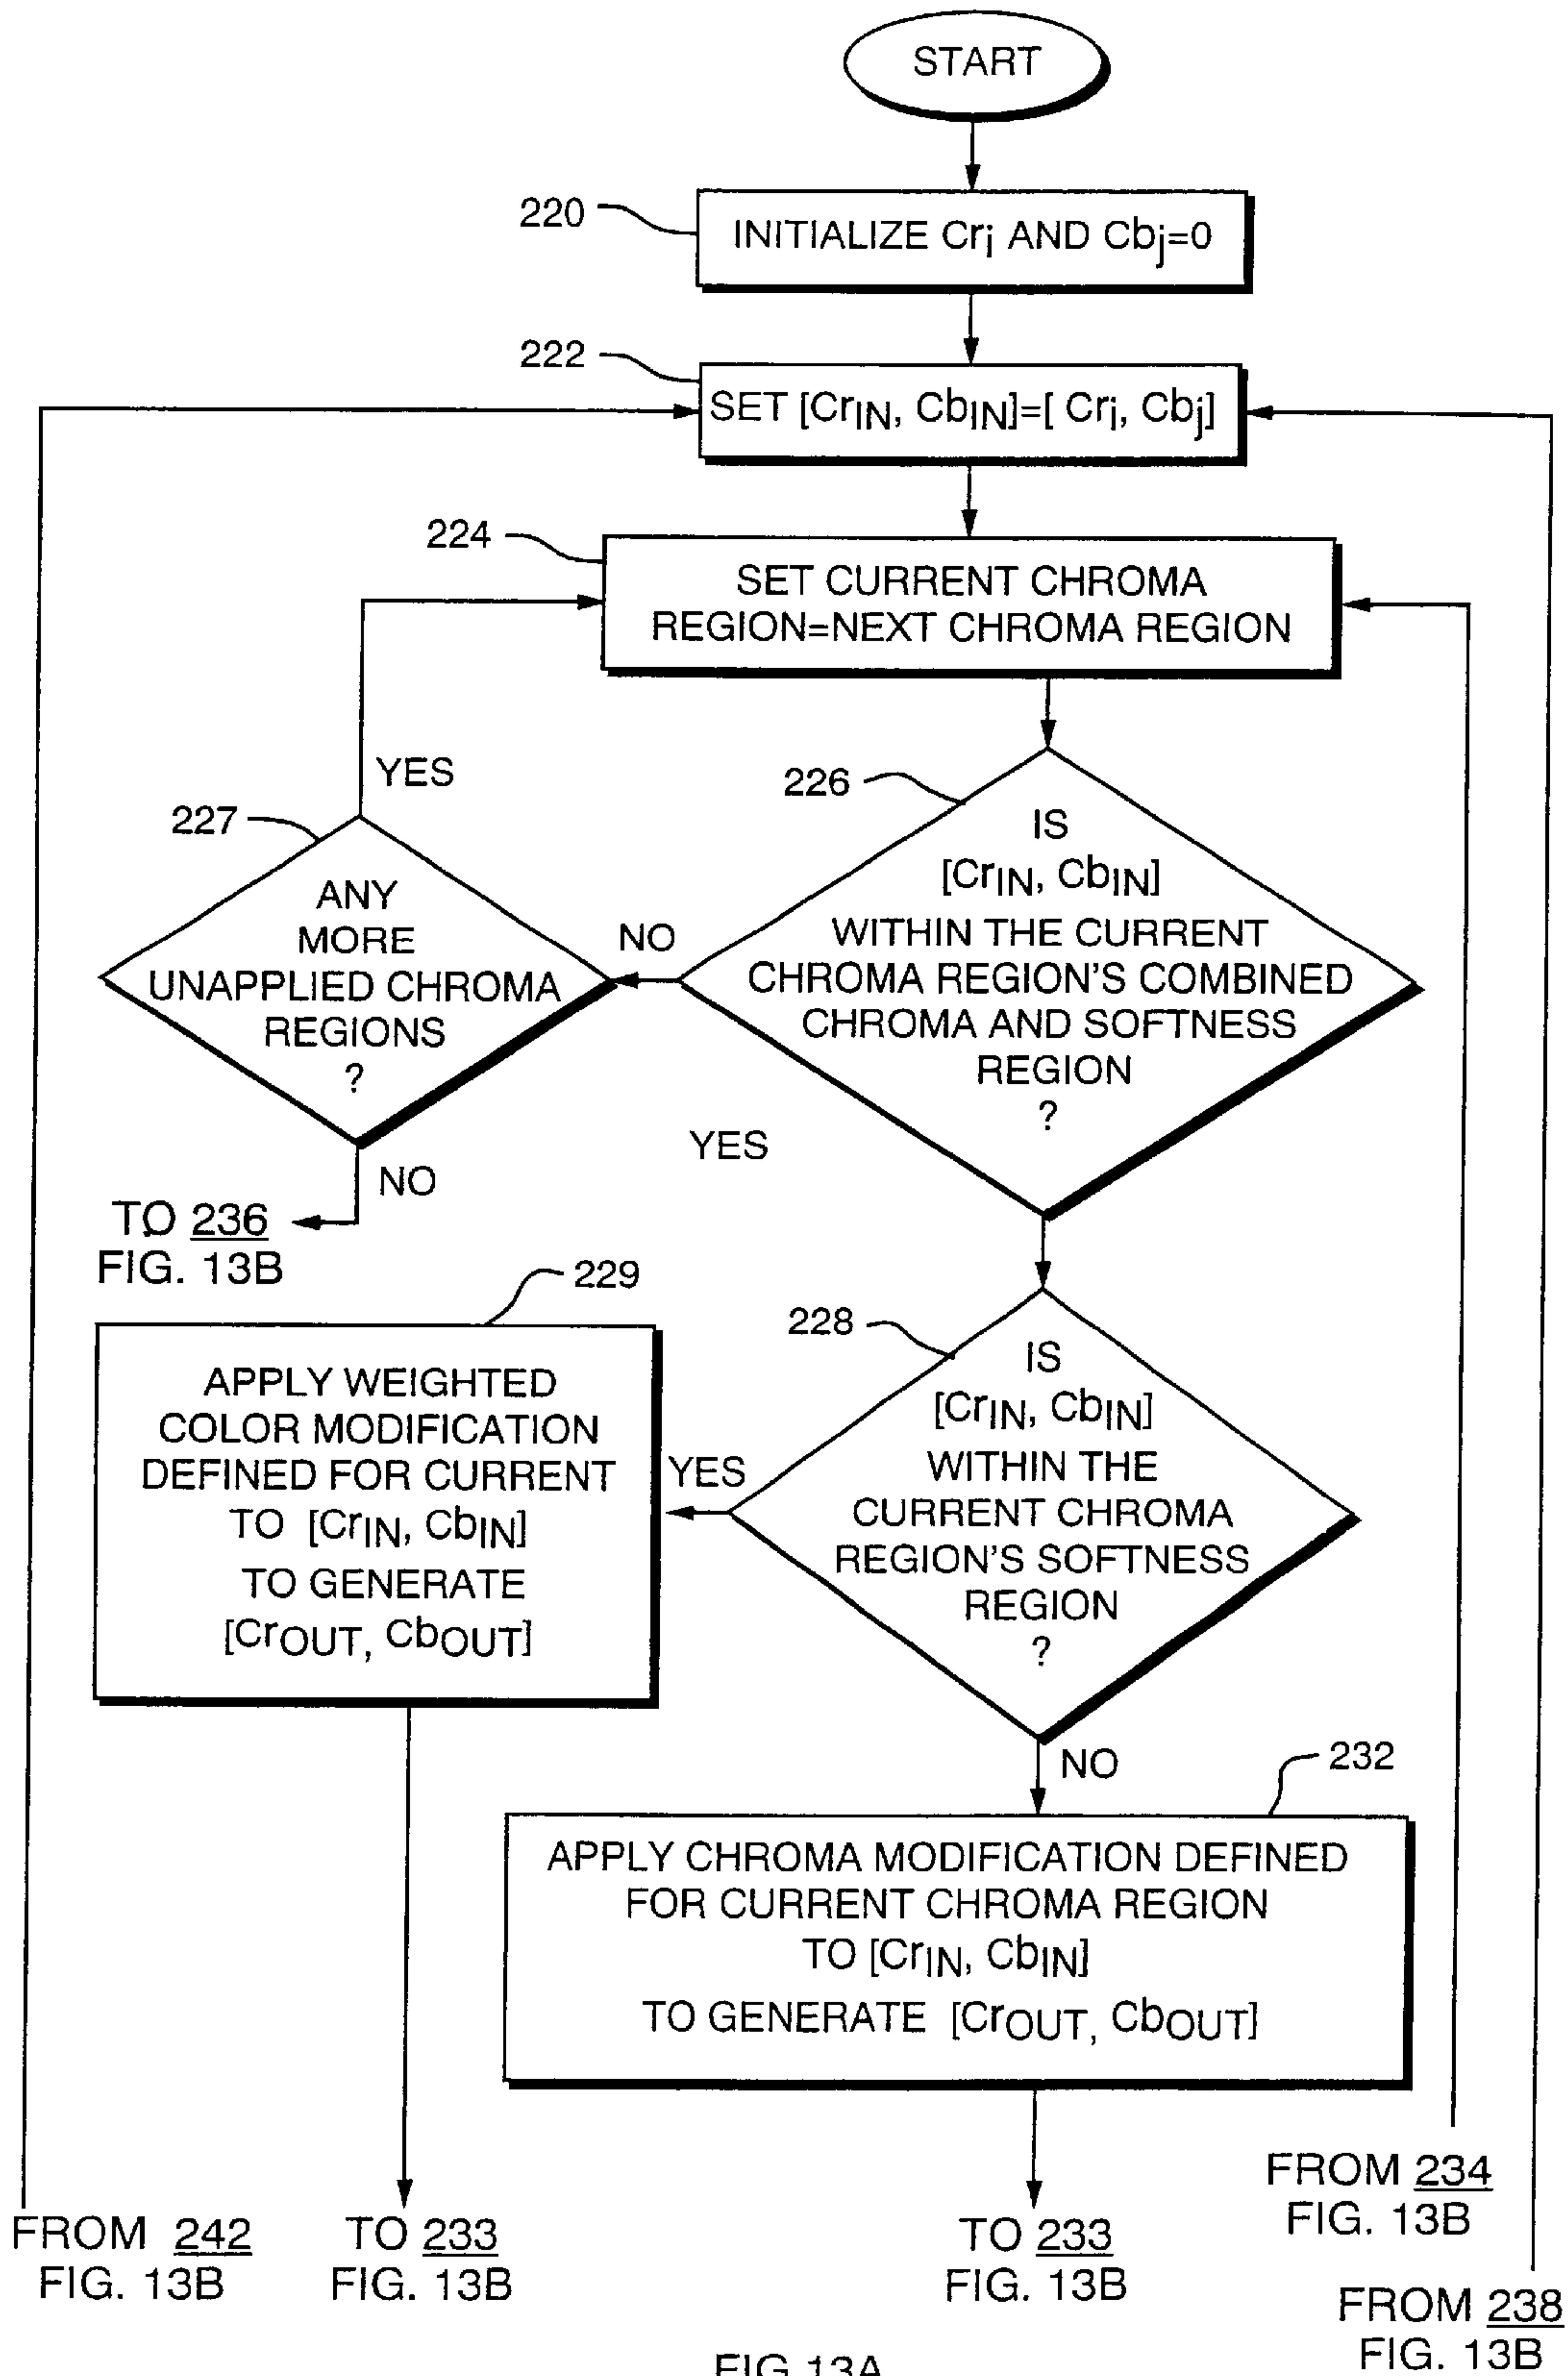 START
220
INITIALIZE Cri AND Cbj=0
222
SET [CrIN, CbIN]=[ Cri, Cbj]
224
SET CURRENT CHROMA
REGION=NEXT CHROMA REGION
YES
226
227
IS
[CrIN, CbIN]
WITHIN THE CURRENT
CHROMA REGION'S COMBINED
CHROMA AND SOFTNESS
REGION
?
ANY
MORE
UNAPPLIED CHROMA
REGIONS
?
NO
YES
NO
TO 236
FIG. 13B
229
228
IS
[CrIN, CbIN]
WITHIN THE
CURRENT CHROMA
REGION'S SOFTNESS
REGION
?
YES
APPLY WEIGHTED
COLOR MODIFICATION
DEFINED FOR CURRENT
TO [CrIN, CbIN]
TO GENERATE
[CrOUT, CbOUT]
NO
232
APPLY CHROMA MODIFICATION DEFINED
FOR CURRENT CHROMA REGION
TO [CrIN, CbIN]
TO GENERATE [CrOUT, CbOUT]
FROM 242
FIG. 13B
TO 233
FIG. 13B
TO 233
FIG. 13B
FROM 234
FIG. 13B
FROM 238
FIG. 13B
FIG.13A